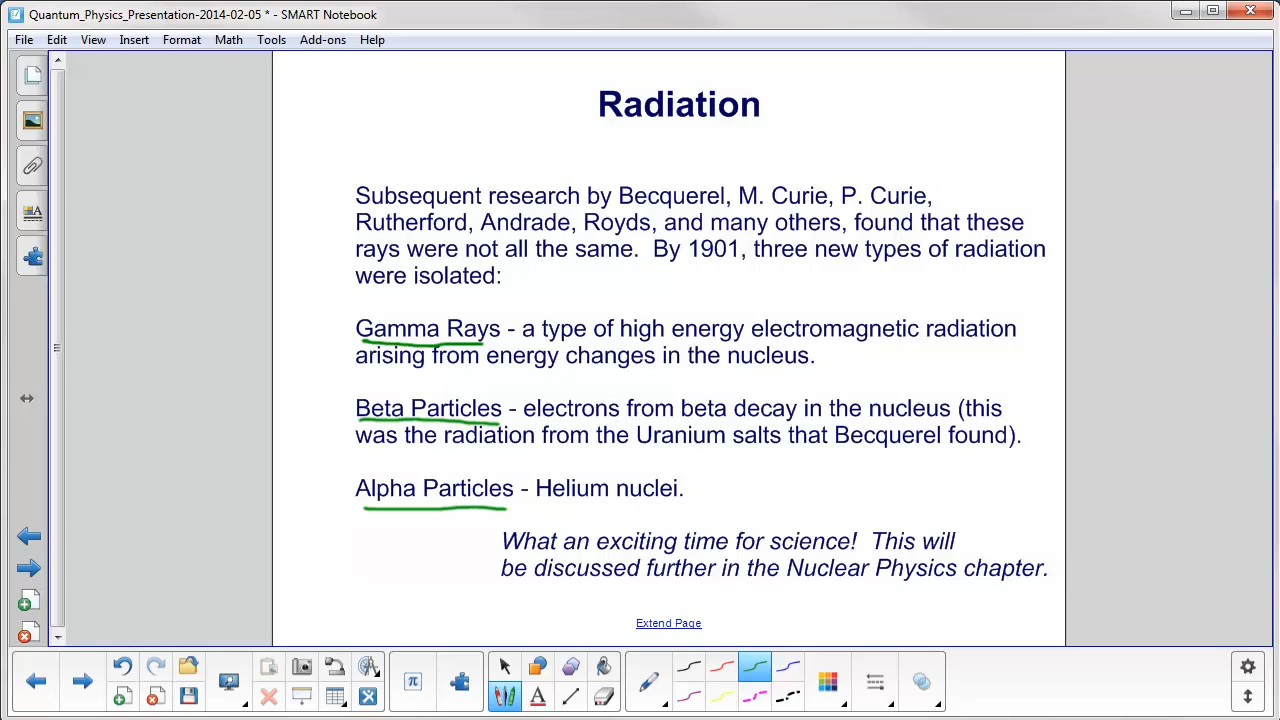 Quantum_Physics_Presentation-2014-02-05 * - SMART Notebook
File Edit View Insert Format Math Tools Add-ons Help
Radiation
Subsequent research by Becquerel, M. Curie, P. Curie,
Rutherford, Andrade, Royds, and many others, found that these
rays were not all the same. By 1901, three new types of radiation
were isolated:
Gamma Rays - a type of high energy electromagnetic radiation
arising from energy changes in the nucleus.
Beta Particles - electrons from beta decay in the nucleus (this
was the radiation from the Uranium salts that Becquerel found).
Alpha Particles - Helium nuclei.
What an exciting time for science! This will
be discussed further in the Nuclear Physics chapter.
Extend Page